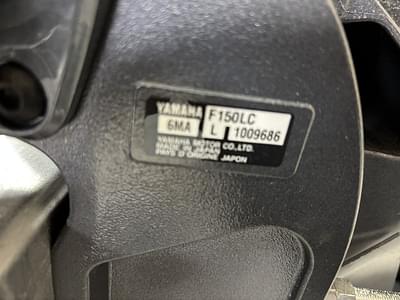 YAMAHA F150LC
6MA L 1009686
YAMAHA MOTOR CO.,LTD.
MADE IN JAPAN
PAYS D'ORIGINE JAPON